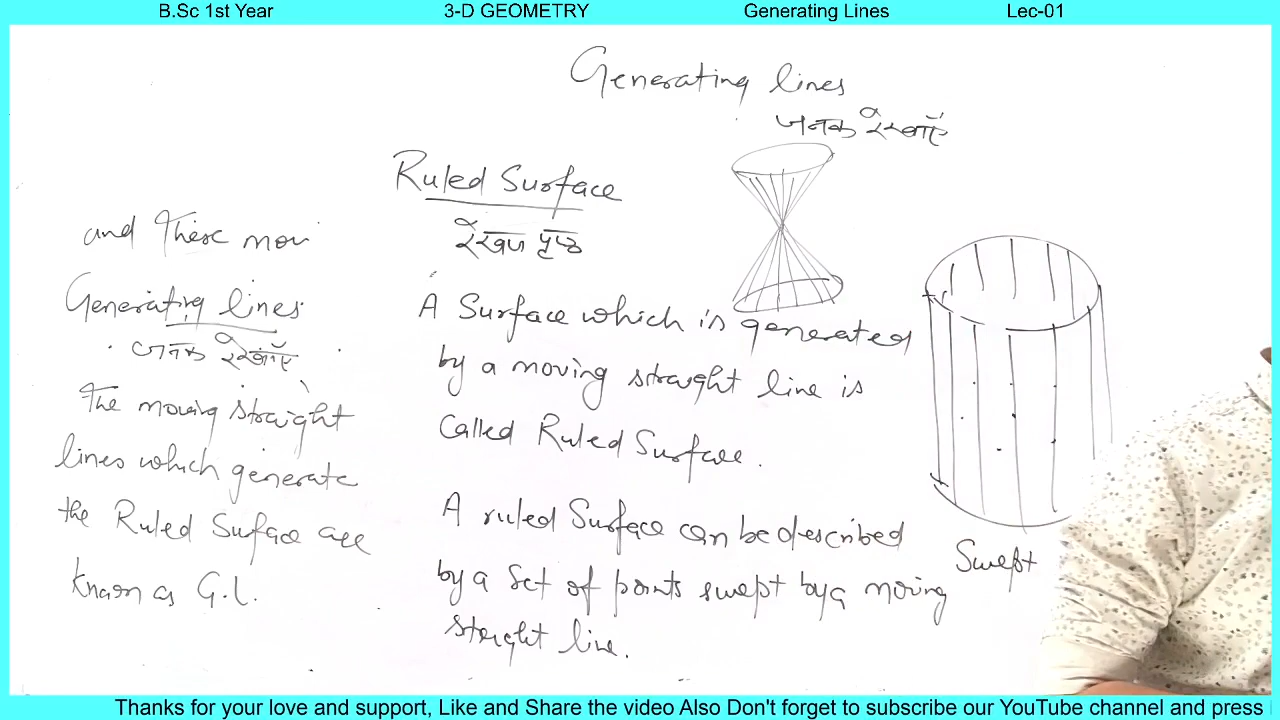 B.Sc 1st Year 3-D GEOMETRY Generating Lines Lec-01
Generating lines
जनक रेखाएँ
Ruled Surface
रेखज पृष्ठ
A Surface which is generated
by a moving straight line is
Called Ruled Surface.
A ruled Surface can be described
by a Set of points swept by a moving
straight line.
and These mov
Generating lines
जनक रेखाएँ
The moving straight
lines which generate
the Ruled Surface are
known as G.L.
Swept
Thanks for your love and support, Like and Share the video Also Don't forget to subscribe our YouTube channel and press